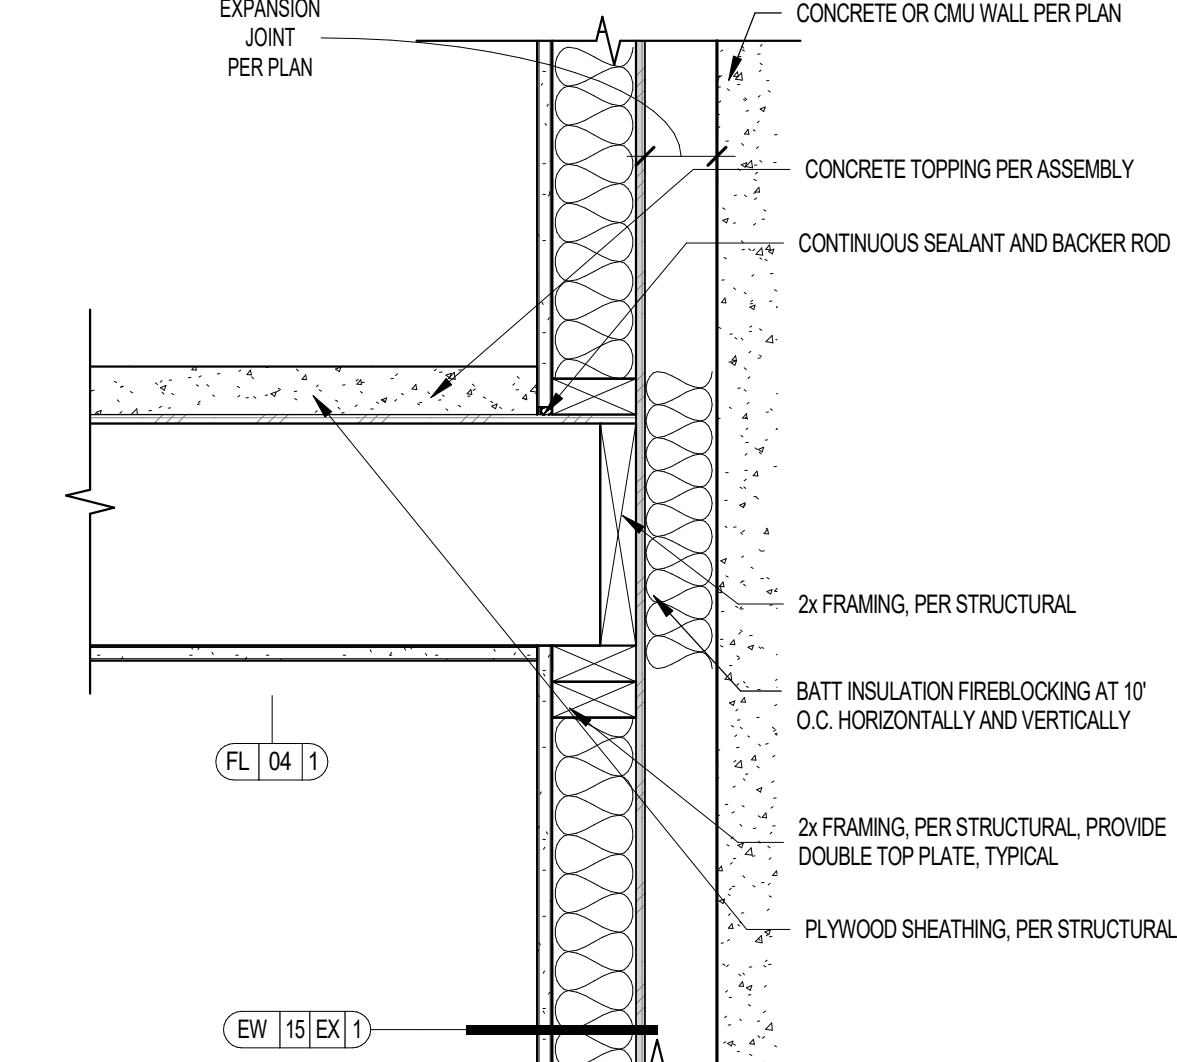 EXPANSION
JOINT
PER PLAN
CONCRETE OR CMU WALL PER PLAN
CONCRETE TOPPING PER ASSEMBLY
CONTINUOUS SEALANT AND BACKER ROD
2x FRAMING, PER STRUCTURAL
BATT INSULATION FIREBLOCKING AT 10'
O.C. HORIZONTALLY AND VERTICALLY
FL 04 1
2x FRAMING, PER STRUCTURAL, PROVIDE
DOUBLE TOP PLATE, TYPICAL
PLYWOOD SHEATHING, PER STRUCTURAL
EW 15 EX 1